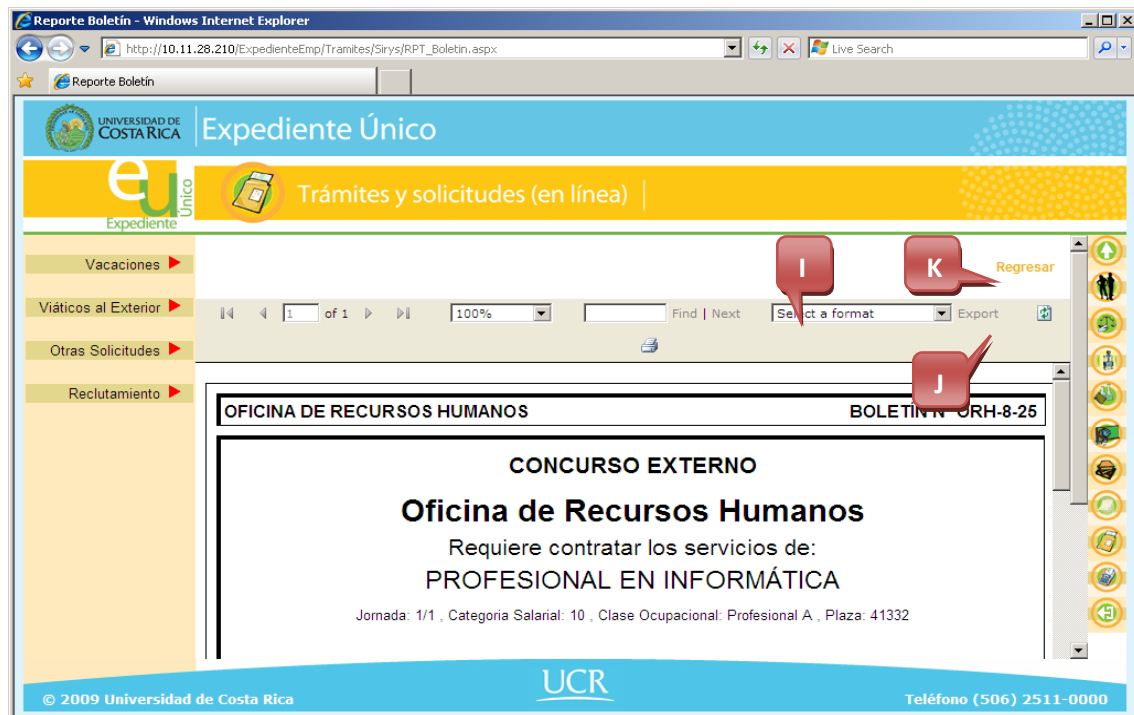 Reporte Boletín - Windows Internet Explorer
http://10.11.28.210/ExpedienteEmp/Tramites/Sirys/RPT_Boletin.aspx
Live Search
Reporte Boletín
UNIVERSIDAD DE
COSTA RICA
Expediente Único
eu
Único
Expediente
Trámites y solicitudes (en línea)
Vacaciones
Viáticos al Exterior
Otras Solicitudes
Reclutamiento
I
K
Regresar
1 of 1 100% Find | Next Select a format Export
J
OFICINA DE RECURSOS HUMANOS BOLETÍN N° ORH-8-25
CONCURSO EXTERNO
Oficina de Recursos Humanos
Requiere contratar los servicios de:
PROFESIONAL EN INFORMÁTICA
Jornada: 1/1 , Categoria Salarial: 10 , Clase Ocupacional: Profesional A , Plaza: 41332
© 2009 Universidad de Costa Rica UCR Teléfono (506) 2511-0000